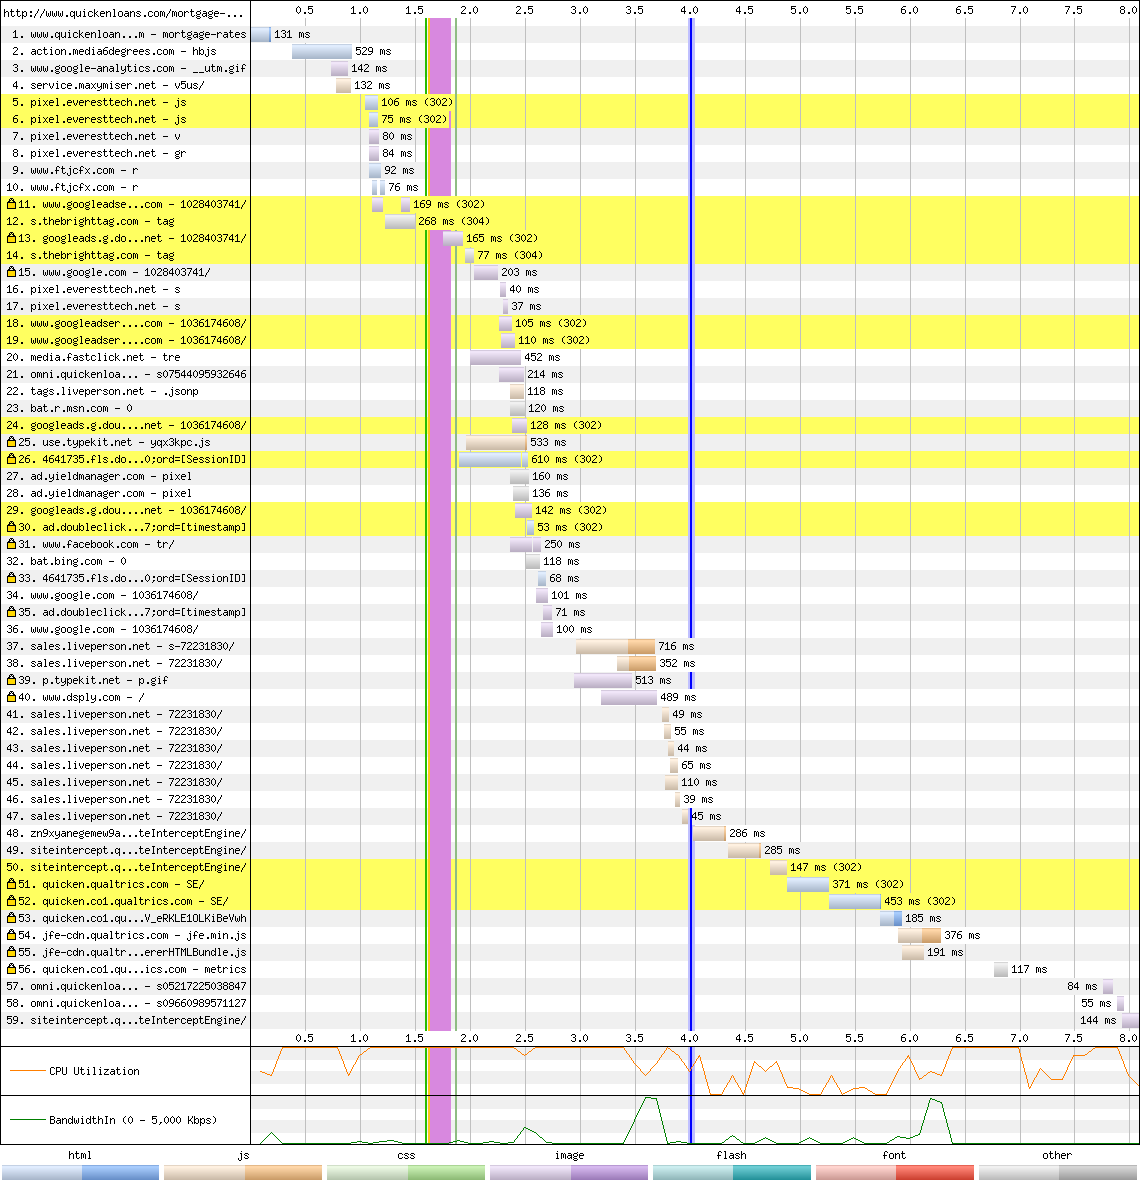 http://www.quickenloans.com/mortgage-... 0.5 1.0 1.5 2.0 2.5 3.0 3.5 4.0 4.5 5.0 5.5 6.0 6.5 7.0 7.5 8.0
1. www.quickenloan...m - mortgage-rates 131 ms
2. action.media6degrees.com - hbjs 529 ms
3. www.google-analytics.com - __utm.gif 142 ms
4. service.maxymiser.net - v5us/ 132 ms
5. pixel.everesttech.net - js 106 ms (302)
6. pixel.everesttech.net - js 75 ms (302)
7. pixel.everesttech.net - v 80 ms
8. pixel.everesttech.net - gr 84 ms
9. www.ftjcfx.com - r 92 ms
10. www.ftjcfx.com - r 76 ms
11. www.googleadse...com - 1028403741/ 169 ms (302)
12. s.thebrighttag.com - tag 268 ms (304)
13. googleads.g.do...net - 1028403741/ 165 ms (302)
14. s.thebrighttag.com - tag 77 ms (304)
15. www.google.com - 1028403741/ 203 ms
16. pixel.everesttech.net - s 40 ms
17. pixel.everesttech.net - s 37 ms
18. www.googleadser....com - 1036174608/ 105 ms (302)
19. www.googleadser....com - 1036174608/ 110 ms (302)
20. media.fastclick.net - tre 452 ms
21. omni.quickenloa... - s07544095932646 214 ms
22. tags.liveperson.net - .jsonp 118 ms
23. bat.r.msn.com - 0 120 ms
24. googleads.g.dou....net - 1036174608/ 128 ms (302)
25. use.typekit.net - yqx3kpc.js 533 ms
26. 4641735.fls.do...0;ord=[SessionID] 610 ms (302)
27. ad.yieldmanager.com - pixel 160 ms
28. ad.yieldmanager.com - pixel 136 ms
29. googleads.g.dou....net - 1036174608/ 142 ms (302)
30. ad.doubleclick...7;ord=[timestamp] 53 ms (302)
31. www.facebook.com - tr/ 250 ms
32. bat.bing.com - 0 118 ms
33. 4641735.fls.do...0;ord=[SessionID] 68 ms
34. www.google.com - 1036174608/ 101 ms
35. ad.doubleclick...7;ord=[timestamp] 71 ms
36. www.google.com - 1036174608/ 100 ms
37. sales.liveperson.net - s-72231830/ 716 ms
38. sales.liveperson.net - 72231830/ 352 ms
39. p.typekit.net - p.gif 513 ms
40. www.dsply.com - / 489 ms
41. sales.liveperson.net - 72231830/ 49 ms
42. sales.liveperson.net - 72231830/ 55 ms
43. sales.liveperson.net - 72231830/ 44 ms
44. sales.liveperson.net - 72231830/ 65 ms
45. sales.liveperson.net - 72231830/ 110 ms
46. sales.liveperson.net - 72231830/ 39 ms
47. sales.liveperson.net - 72231830/ 45 ms
48. zn9xyanegemew9a...teInterceptEngine/ 286 ms
49. siteintercept.q...teInterceptEngine/ 285 ms
50. siteintercept.q...teInterceptEngine/ 147 ms (302)
51. quicken.qualtrics.com - SE/ 371 ms (302)
52. quicken.co1.qualtrics.com - SE/ 453 ms (302)
53. quicken.co1.qu...V_eRKLE1OLKiBeVwh 185 ms
54. jfe-cdn.qualtrics.com - jfe.min.js 376 ms
55. jfe-cdn.qualtr...ererHTMLBundle.js 191 ms
56. quicken.co1.qu...ics.com - metrics 117 ms
57. omni.quickenloa... - s05217225038847 84 ms
58. omni.quickenloa... - s09660989571127 55 ms
59. siteintercept.q...teInterceptEngine/ 144 ms
0.5 1.0 1.5 2.0 2.5 3.0 3.5 4.0 4.5 5.0 5.5 6.0 6.5 7.0 7.5 8.0
CPU Utilization
BandwidthIn (0 - 5,000 Kbps)
html js css image flash font other